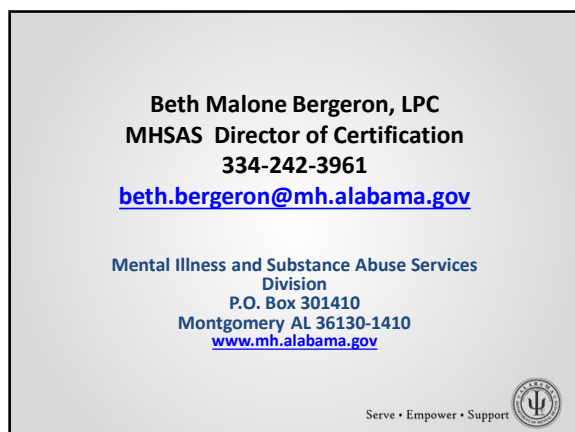 Beth Malone Bergeron, LPC
MHSAS Director of Certification
334-242-3961
beth.bergeron@mh.alabama.gov
Mental Illness and Substance Abuse Services
Division
P.O. Box 301410
Montgomery AL 36130-1410
www.mh.alabama.gov
Serve • Empower • Support